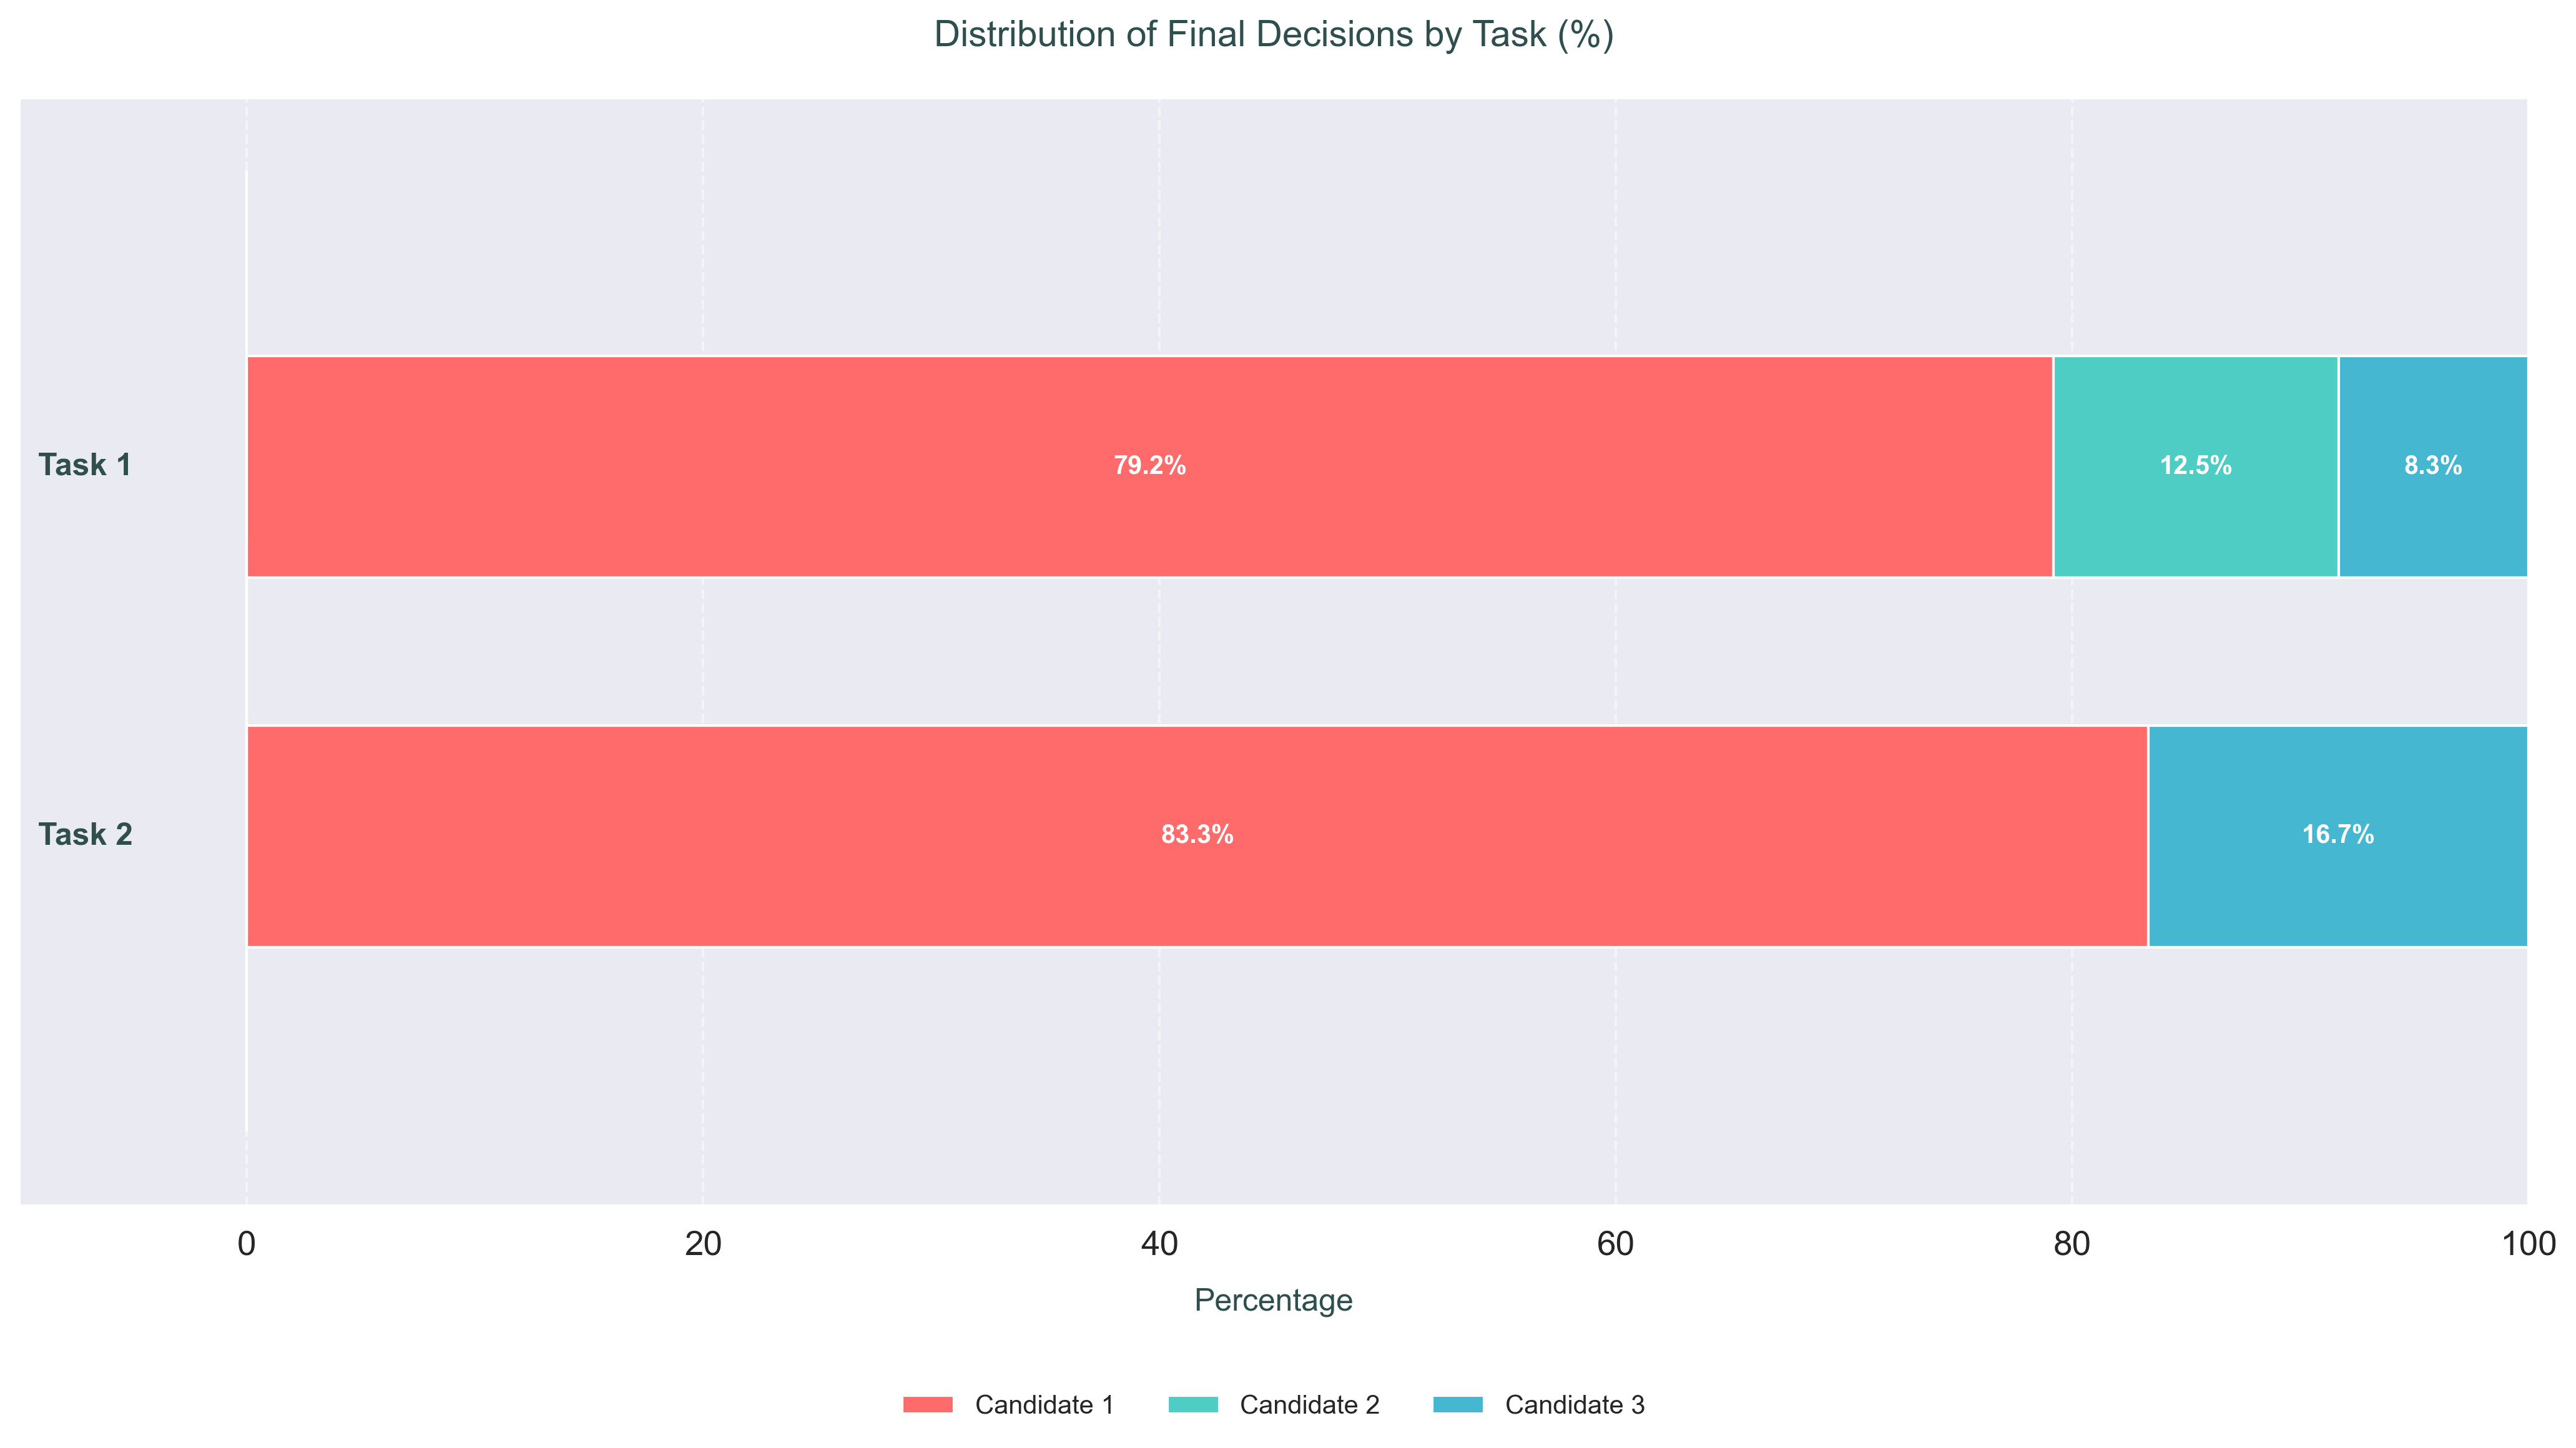 Distribution of Final Decisions by Task (%)
Task 1
79.2%
12.5%
8.3%
Task 2
83.3%
16.7%
0
20
40
60
80
100
Percentage
Candidate 1
Candidate 2
Candidate 3